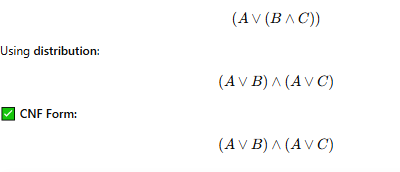 (A ∨ (B ∧ C))
Using distribution:
(A ∨ B) ∧ (A ∨ C)
✅ CNF Form:
(A ∨ B) ∧ (A ∨ C)